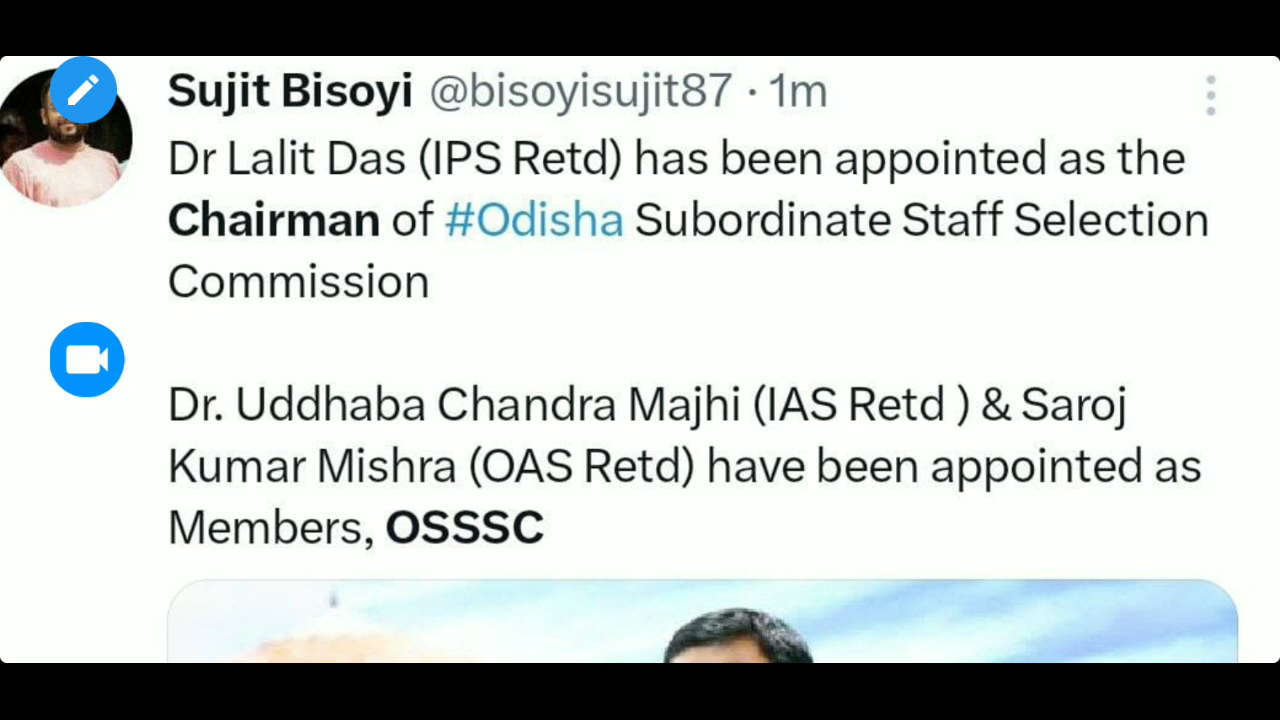 Sujit Bisoyi @bisoyisujit87 · 1m
Dr Lalit Das (IPS Retd) has been appointed as the
Chairman of #Odisha Subordinate Staff Selection
Commission
Dr. Uddhaba Chandra Majhi (IAS Retd ) & Saroj
Kumar Mishra (OAS Retd) have been appointed as
Members, OSSSC